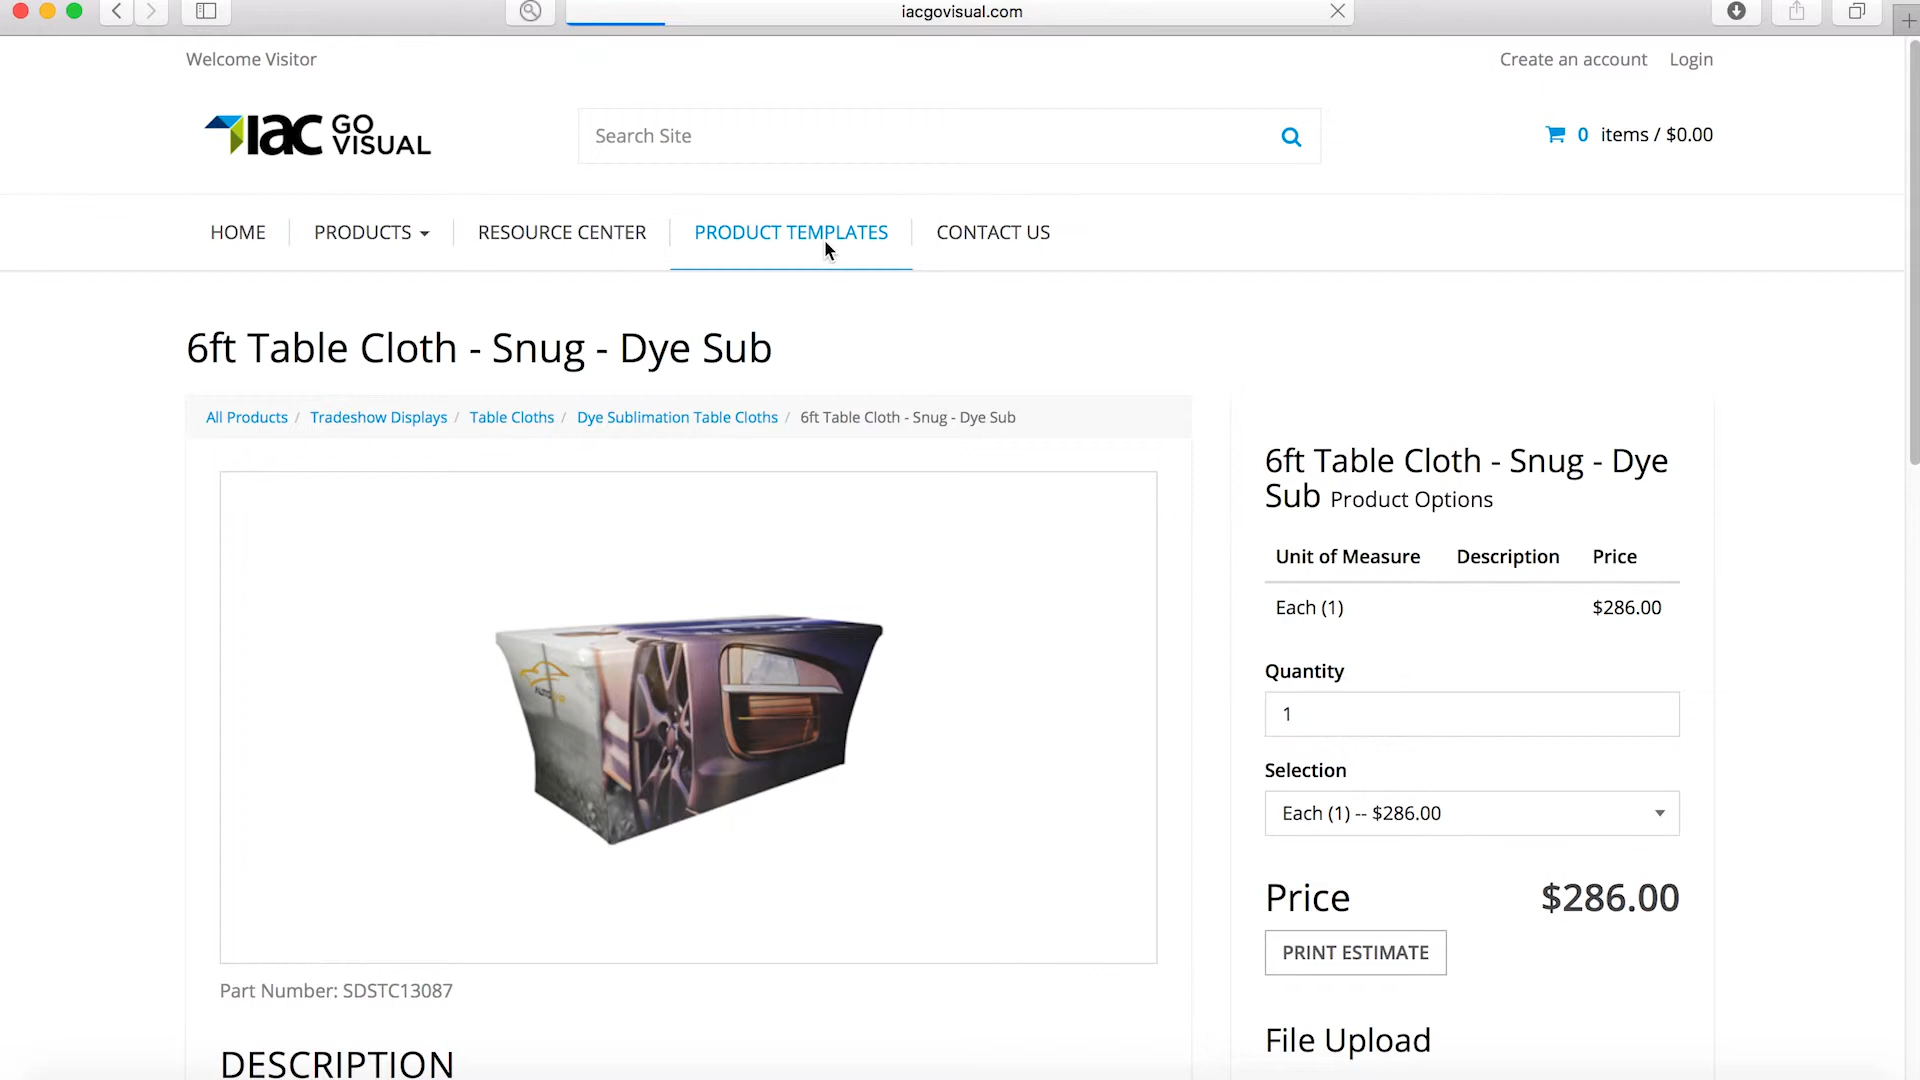 iacgovisual.com
Welcome Visitor
Create an account Login
iac GO VISUAL
Search Site
0 items / $0.00
HOME PRODUCTS RESOURCE CENTER PRODUCT TEMPLATES CONTACT US
6ft Table Cloth - Snug - Dye Sub
All Products / Tradeshow Displays / Table Cloths / Dye Sublimation Table Cloths / 6ft Table Cloth - Snug - Dye Sub
Part Number: SDSTC13087
DESCRIPTION
6ft Table Cloth - Snug - Dye
Sub Product Options
Unit of Measure Description Price
Each (1) $286.00
Quantity
1
Selection
Each (1) -- $286.00
Price $286.00
PRINT ESTIMATE
File Upload